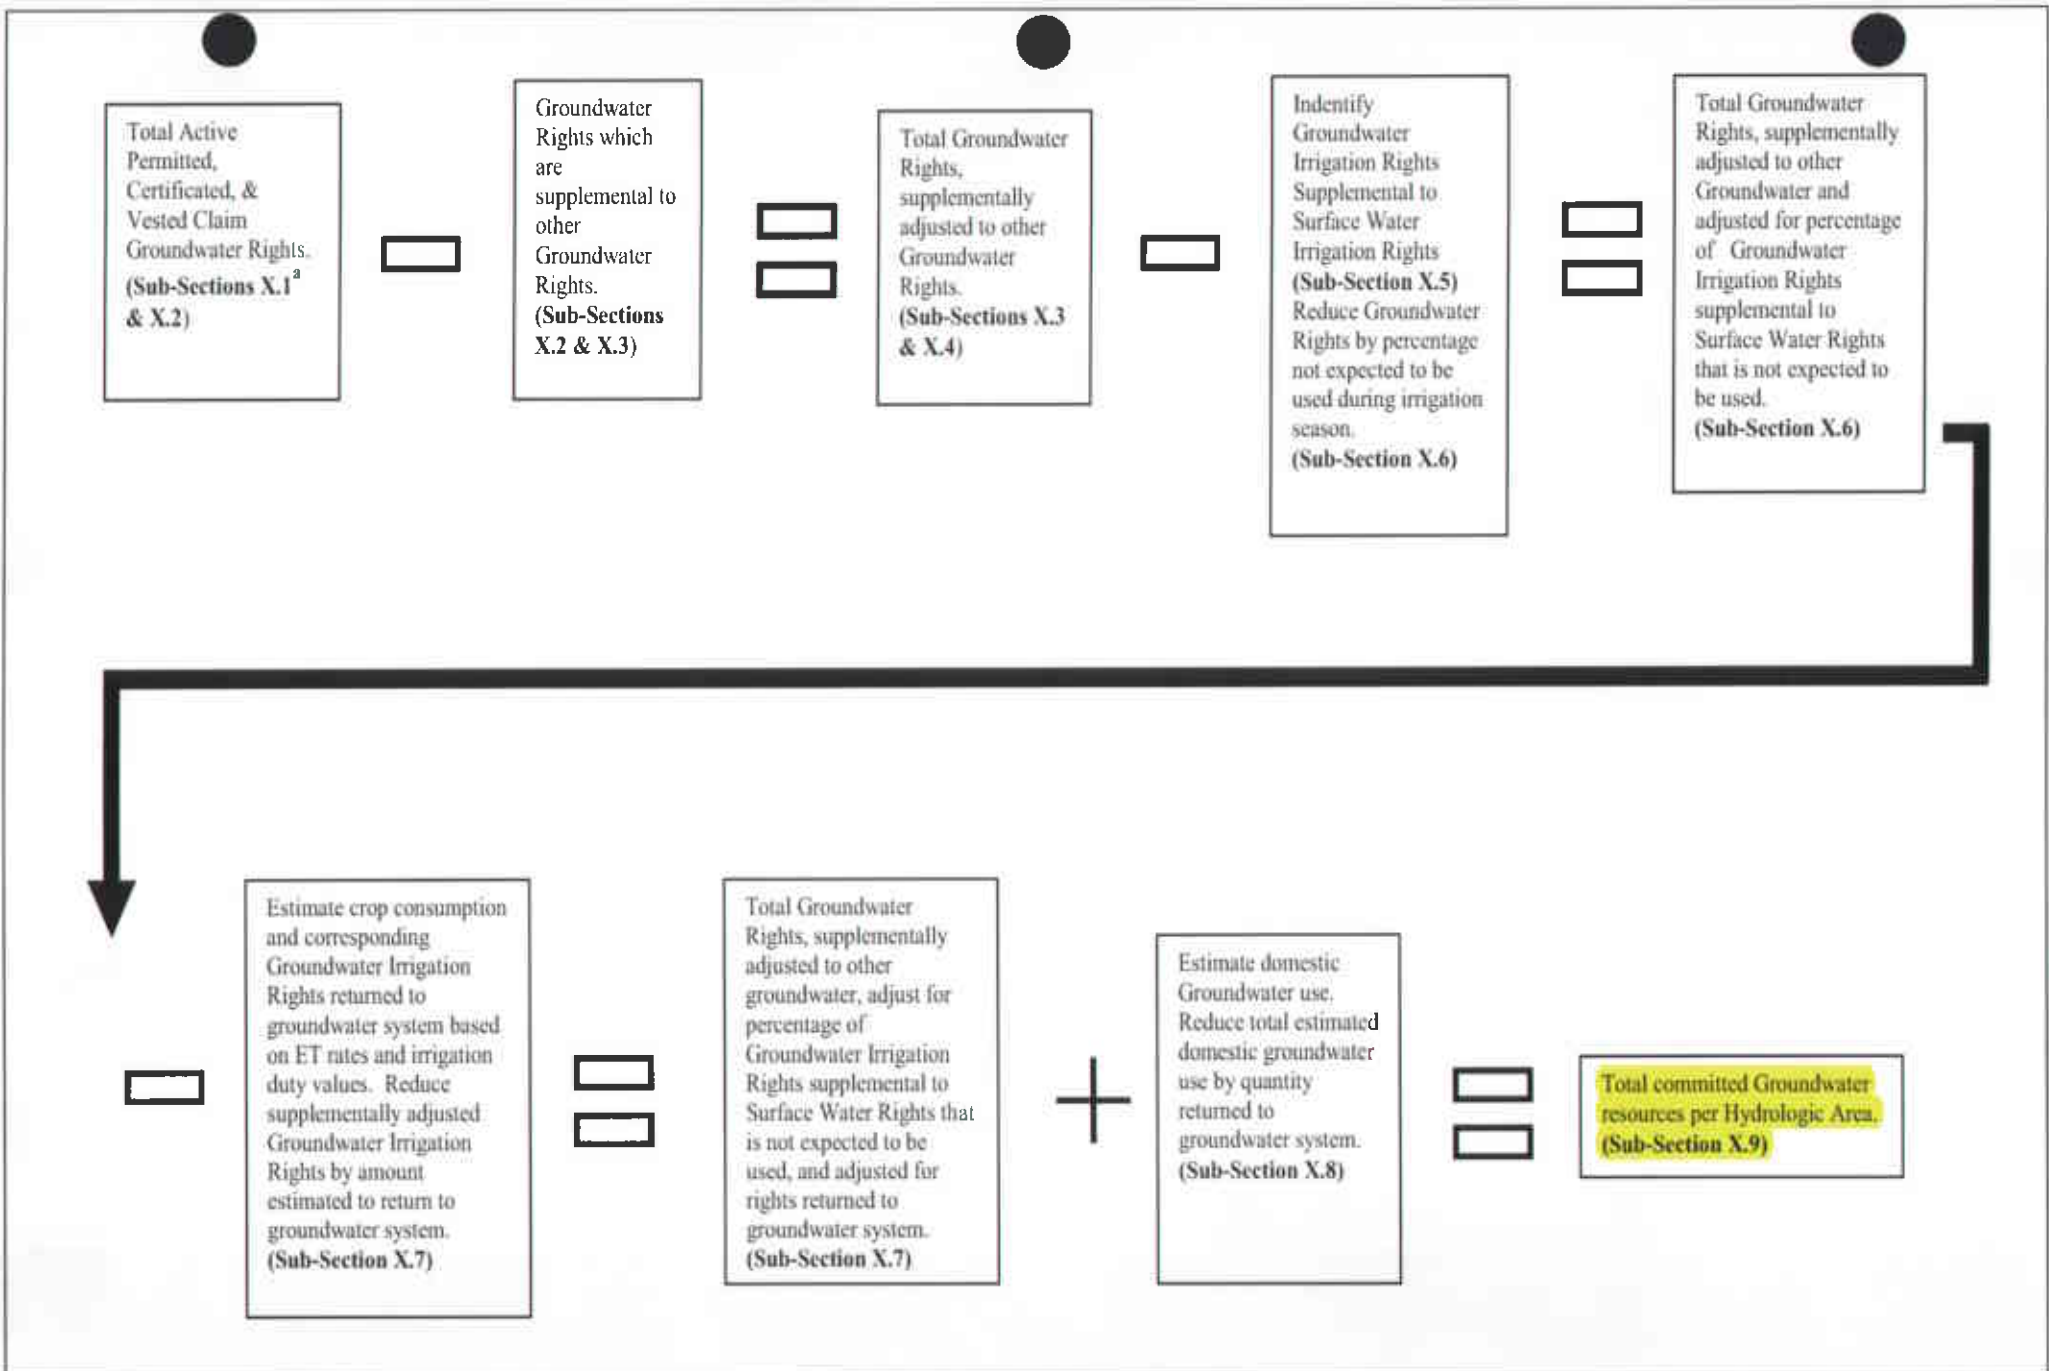 Total Active
Permitted,
Certificated, &
Vested Claim
Groundwater Rights.
(Sub-Sections X.1a
& X.2)
Groundwater
Rights which
are
supplemental to
other
Groundwater
Rights.
(Sub-Sections
X.2 & X.3)
Total Groundwater
Rights,
supplementally
adjusted to other
Groundwater
Rights.
(Sub-Sections X.3
& X.4)
Indentify
Groundwater
Irrigation Rights
Supplemental to
Surface Water
Irrigation Rights
(Sub-Section X.5)
Reduce Groundwater
Rights by percentage
not expected to be
used during irrigation
season.
(Sub-Section X.6)
Total Groundwater
Rights, supplementally
adjusted to other
Groundwater and
adjusted for percentage
of Groundwater
Irrigation Rights
supplemental to
Surface Water Rights
that is not expected to
be used.
(Sub-Section X.6)
Estimate crop consumption
and corresponding
Groundwater Irrigation
Rights returned to
groundwater system based
on ET rates and irrigation
duty values. Reduce
supplementally adjusted
Groundwater Irrigation
Rights by amount
estimated to return to
groundwater system.
(Sub-Section X.7)
Total Groundwater
Rights, supplementally
adjusted to other
groundwater, adjust for
percentage of
Groundwater Irrigation
Rights supplemental to
Surface Water Rights that
is not expected to be
used, and adjusted for
rights returned to
groundwater system.
(Sub-Section X.7)
Estimate domestic
Groundwater use.
Reduce total estimated
domestic groundwater
use by quantity
returned to
groundwater system.
(Sub-Section X.8)
Total committed Groundwater
resources per Hydrologic Area.
(Sub-Section X.9)